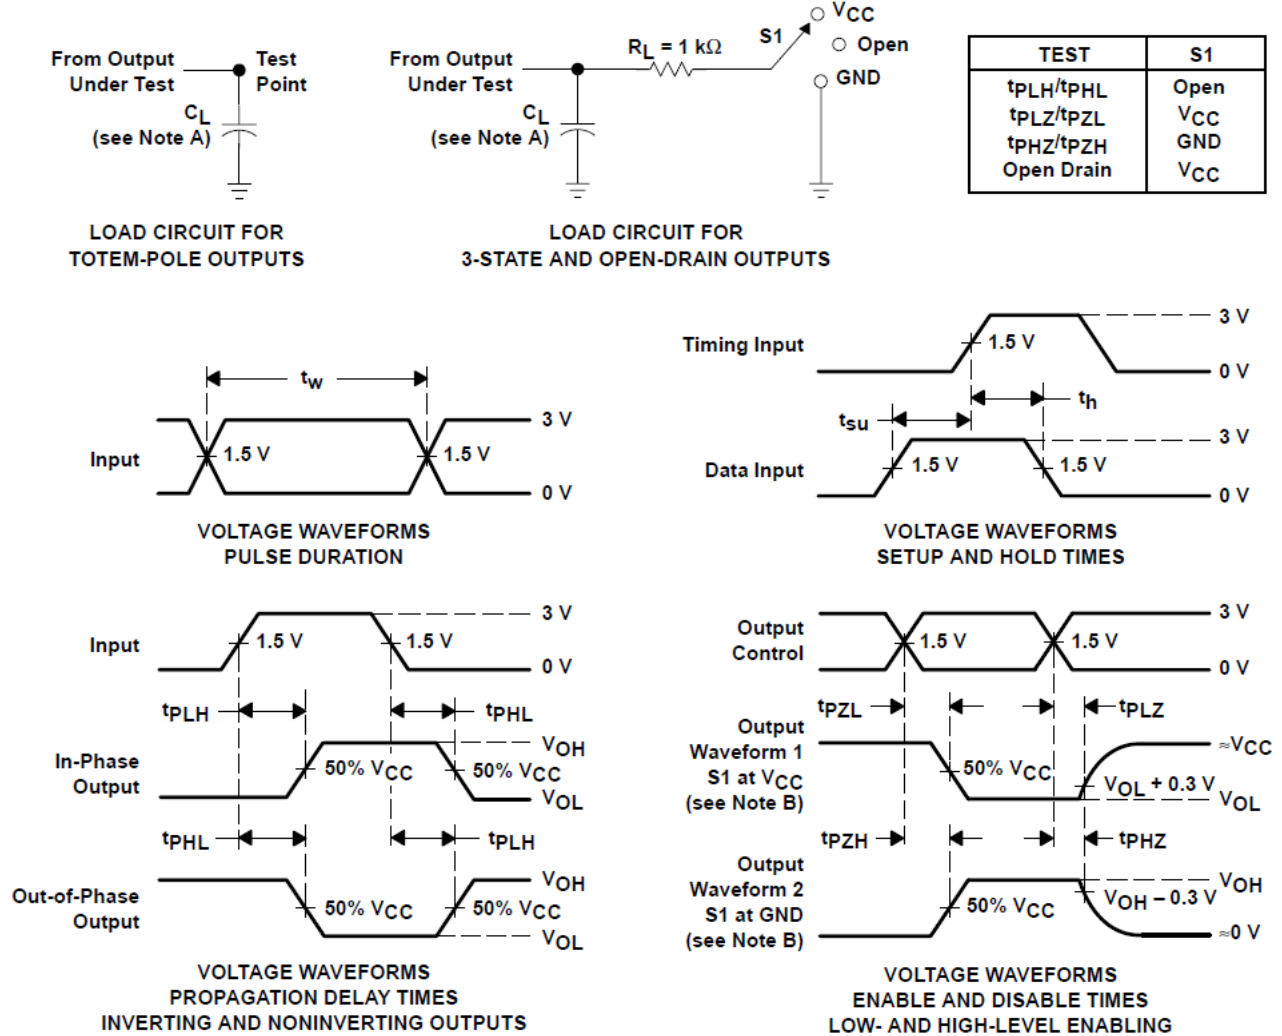 From Output
Under Test
Test
Point
CL
(see Note A)
LOAD CIRCUIT FOR
TOTEM-POLE OUTPUTS
From Output
Under Test
RL = 1 kΩ
S1
VCC
Open
GND
CL
(see Note A)
LOAD CIRCUIT FOR
3-STATE AND OPEN-DRAIN OUTPUTS
TEST S1
tPLH/tPHL Open
tPLZ/tPZL VCC
tPHZ/tPZH GND
Open Drain VCC
tw
Input
1.5 V
1.5 V
3 V
0 V
VOLTAGE WAVEFORMS
PULSE DURATION
Timing Input
1.5 V
3 V
0 V
tsu
th
Data Input
1.5 V
1.5 V
3 V
0 V
VOLTAGE WAVEFORMS
SETUP AND HOLD TIMES
Input
1.5 V
1.5 V
3 V
0 V
tPLH
tPHL
In-Phase
Output
50% VCC
50% VCC
VOH
VOL
tPHL
tPLH
Out-of-Phase
Output
50% VCC
50% VCC
VOH
VOL
VOLTAGE WAVEFORMS
PROPAGATION DELAY TIMES
INVERTING AND NONINVERTING OUTPUTS
Output
Control
1.5 V
1.5 V
3 V
0 V
tPZL
tPLZ
Output
Waveform 1
S1 at VCC
(see Note B)
50% VCC
≈VCC
VOL + 0.3 V
VOL
tPZH
tPHZ
Output
Waveform 2
S1 at GND
(see Note B)
50% VCC
VOH
VOH – 0.3 V
≈0 V
VOLTAGE WAVEFORMS
ENABLE AND DISABLE TIMES
LOW- AND HIGH-LEVEL ENABLING